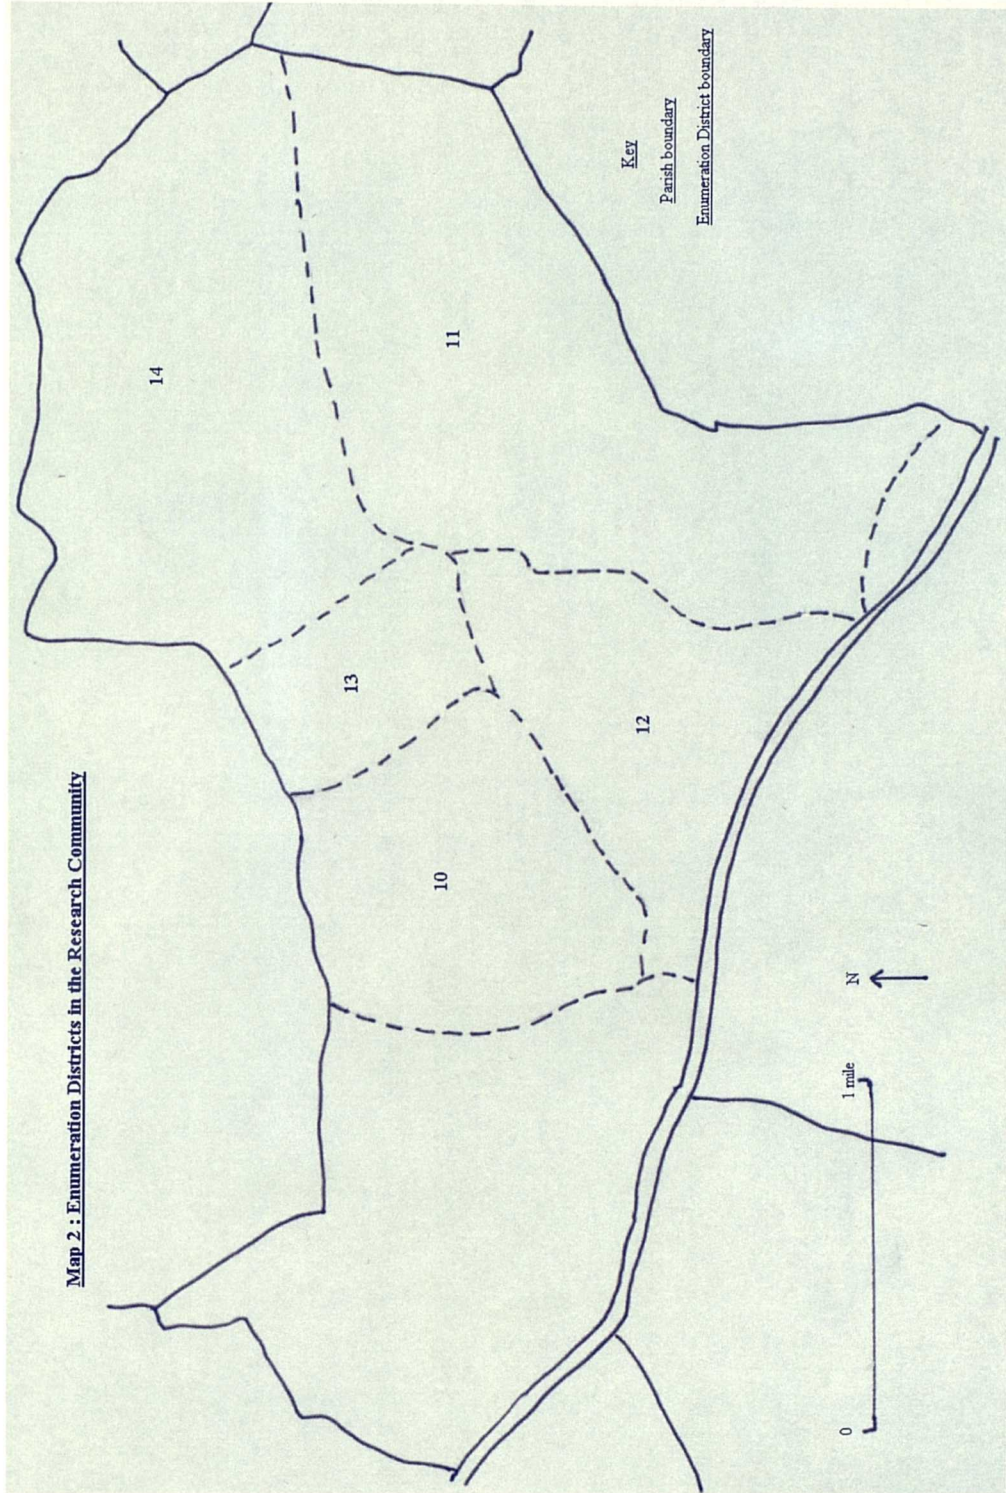 Map 2 : Enumeration Districts in the Research Community
14
13
11
10
12
Key
Parish boundary
Enumeration District boundary
N
0
1 mile